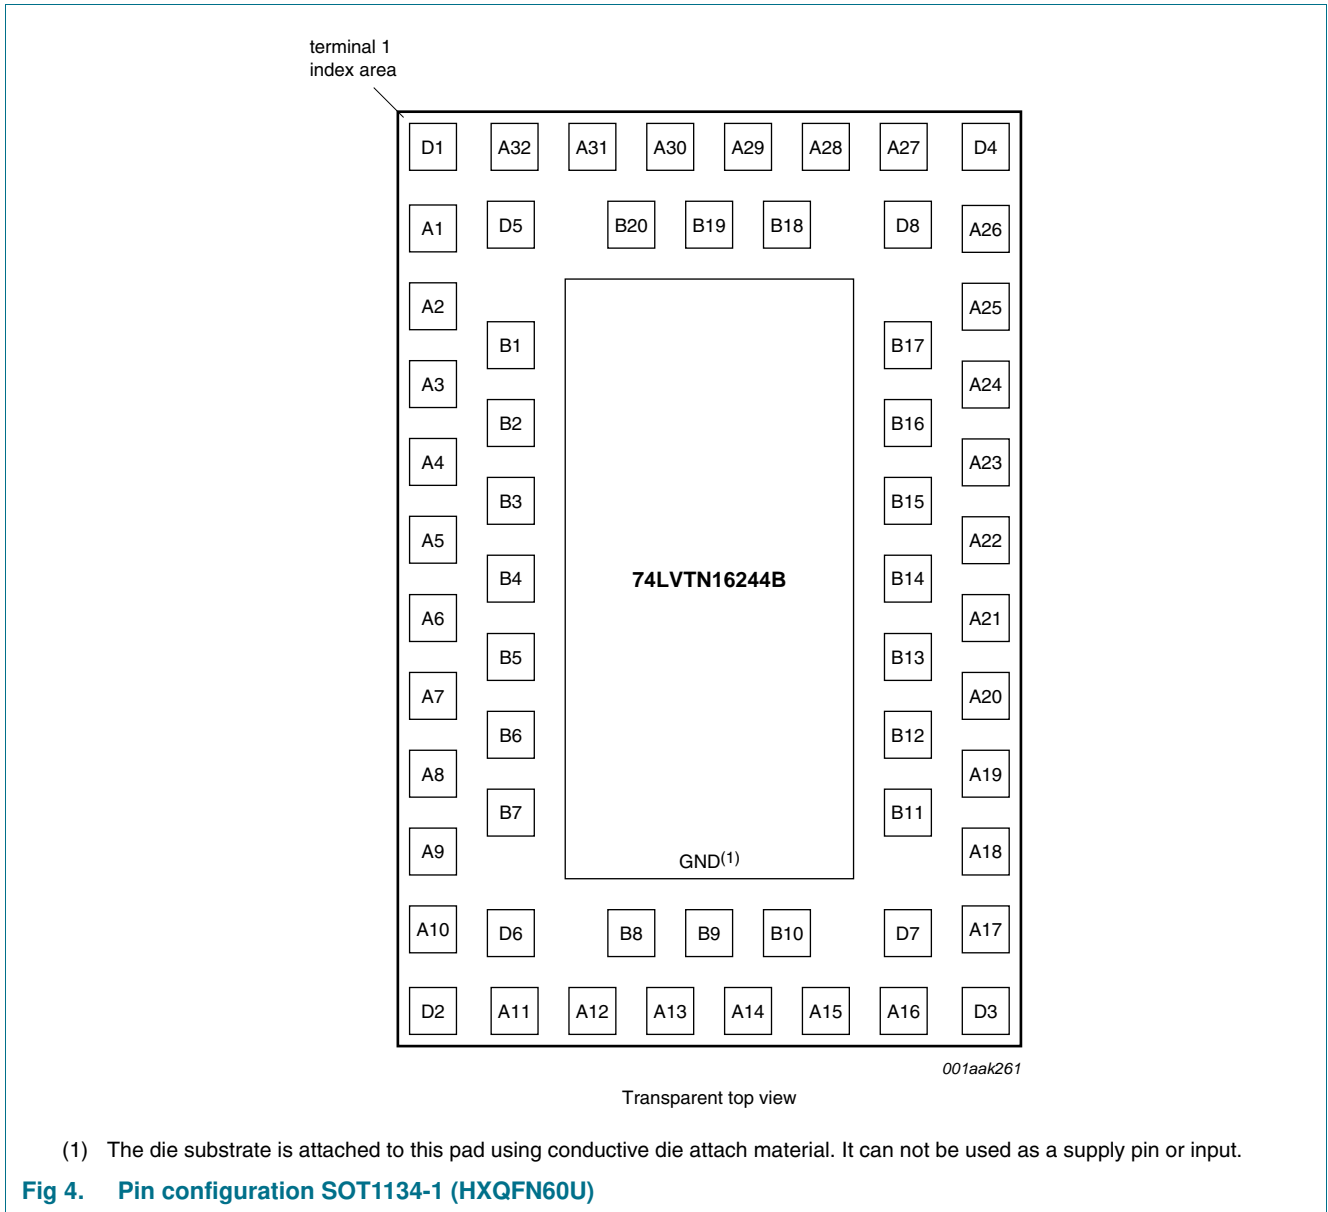 terminal 1
index area
D1 A32 A31 A30 A29 A28 A27 D4
A1 D5 B20 B19 B18 D8 A26
A2 A25
B1 B17
A3 A24
B2 B16
A4 A23
B3 B15
A5 A22
B4 74LVTN16244B B14
A6 A21
B5 B13
A7 A20
B6 B12
A8 A19
B7 B11
A9 GND(1) A18
A10 D6 B8 B9 B10 D7 A17
D2 A11 A12 A13 A14 A15 A16 D3
001aak261
Transparent top view
(1) The die substrate is attached to this pad using conductive die attach material. It can not be used as a supply pin or input.
Fig 4. Pin configuration SOT1134-1 (HXQFN60U)